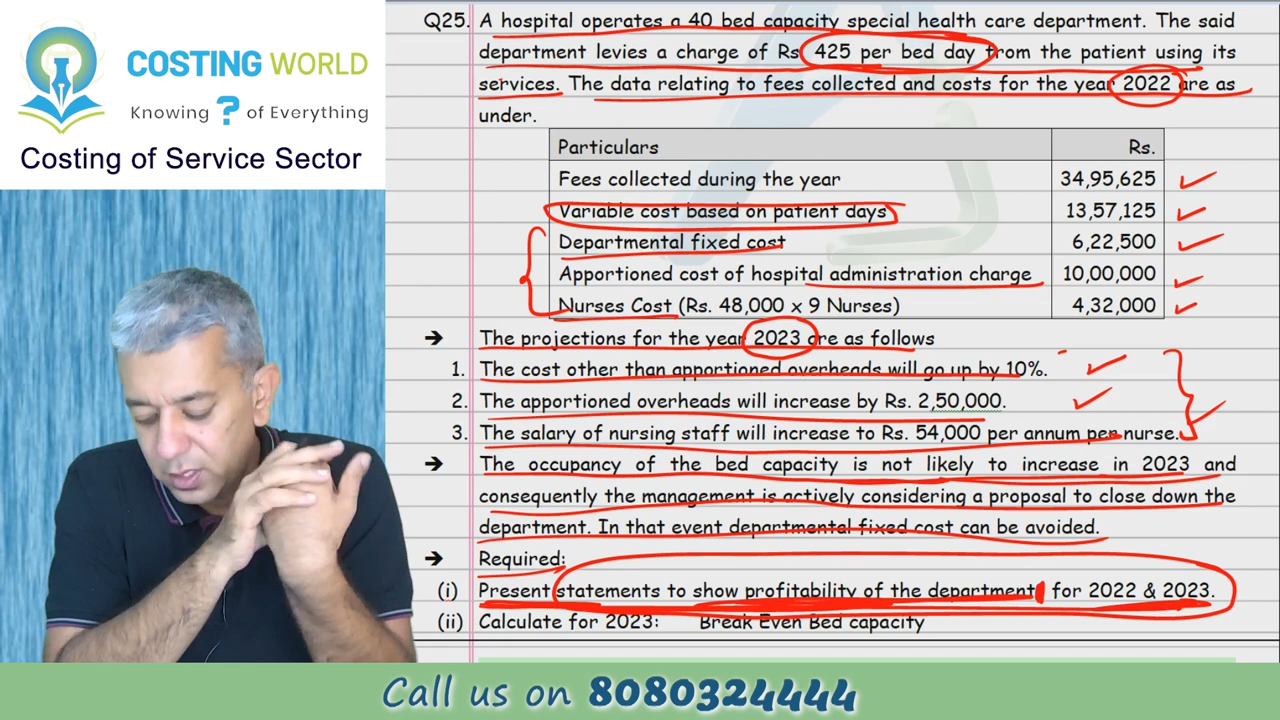 COSTING WORLD
Knowing ? of Everything
Costing of Service Sector
Q25. A hospital operates a 40 bed capacity special health care department. The said
department levies a charge of Rs 425 per bed day from the patient using its
services. The data relating to fees collected and costs for the year 2022 are as
under.
Particulars Rs.
Fees collected during the year 34,95,625
Variable cost based on patient days 13,57,125
Departmental fixed cost 6,22,500
Apportioned cost of hospital administration charge 10,00,000
Nurses Cost (Rs. 48,000 x 9 Nurses) 4,32,000
→ The projections for the year 2023 are as follows
1. The cost other than apportioned overheads will go up by 10%.
2. The apportioned overheads will increase by Rs. 2,50,000.
3. The salary of nursing staff will increase to Rs. 54,000 per annum per nurse.
→ The occupancy of the bed capacity is not likely to increase in 2023 and
consequently the management is actively considering a proposal to close down the
department. In that event departmental fixed cost can be avoided.
→ Required:
(i) Present statements to show profitability of the department for 2022 & 2023.
(ii) Calculate for 2023: Break Even Bed capacity
Call us on 8080324444